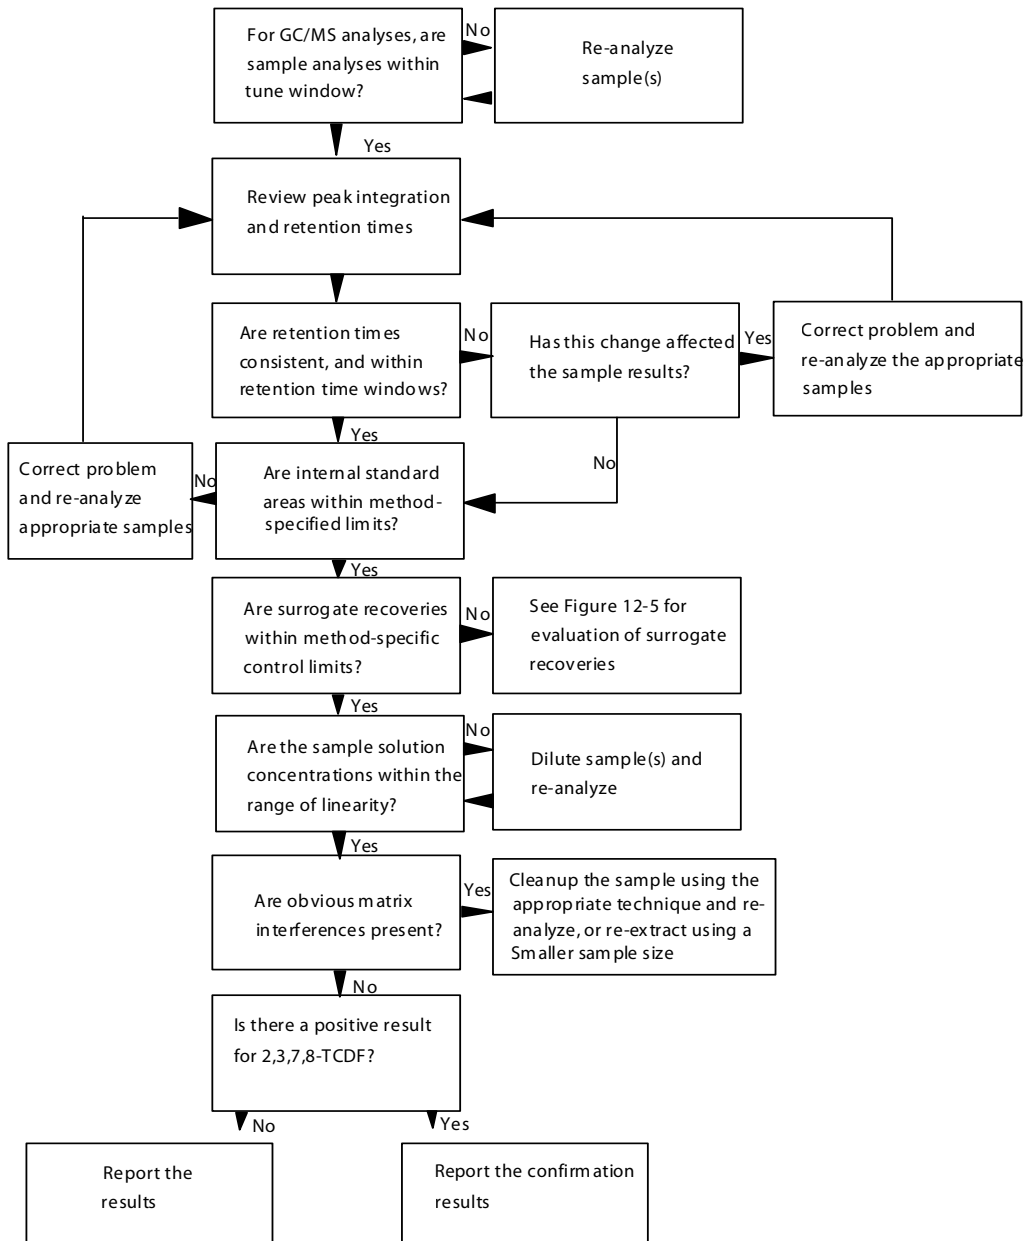 For GC/MS analyses, are
sample analyses within
tune window?
No
Re-analyze
sample(s)
Yes
Review peak integration
and retention times
Are retention times
consistent, and within
retention time windows?
No
Has this change affected
the sample results?
Yes
Correct problem and
re-analyze the appropriate
samples
Yes
No
Correct problem
and re-analyze
appropriate samples
No
Are internal standard
areas within method-
specified limits?
Yes
Are surrogate recoveries
within method-specific
control limits?
No
See Figure 12-5 for
evaluation of surrogate
recoveries
Yes
Are the sample solution
concentrations within the
range of linearity?
No
Dilute sample(s) and
re-analyze
Yes
Are obvious matrix
interferences present?
Yes
Cleanup the sample using the
appropriate technique and re-
analyze, or re-extract using a
Smaller sample size
No
Is there a positive result
for 2,3,7,8-TCDF?
No
Yes
Report the
results
Report the confirmation
results